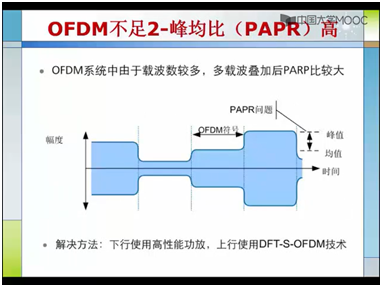 中国大学MOOC
OFDM不足2-峰均比（PAPR）高
OFDM系统中由于载波数较多，多载波叠加后PARP比较大
PAPR问题
OFDM符号
峰值
幅度
均值
时间
解决方法：下行使用高性能功放，上行使用DFT-S-OFDM技术